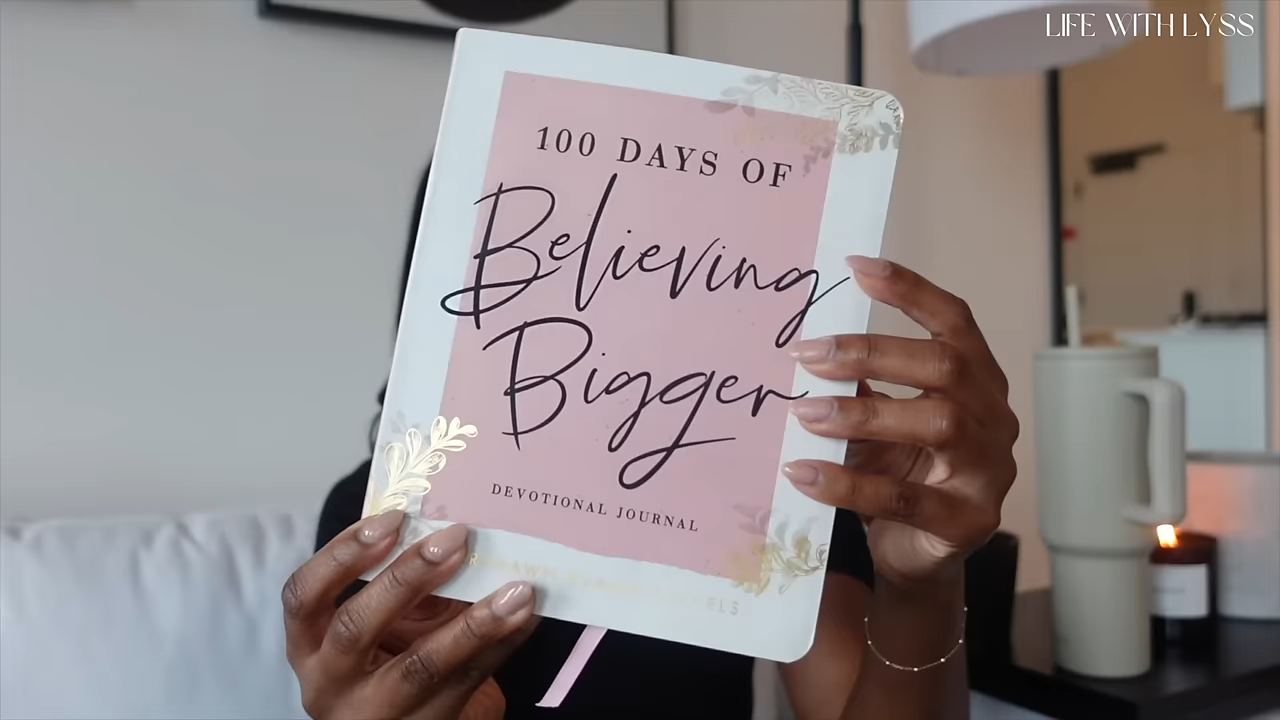 LIFE WITH LYSS
100 DAYS OF
Believing
Bigger
DEVOTIONAL JOURNAL